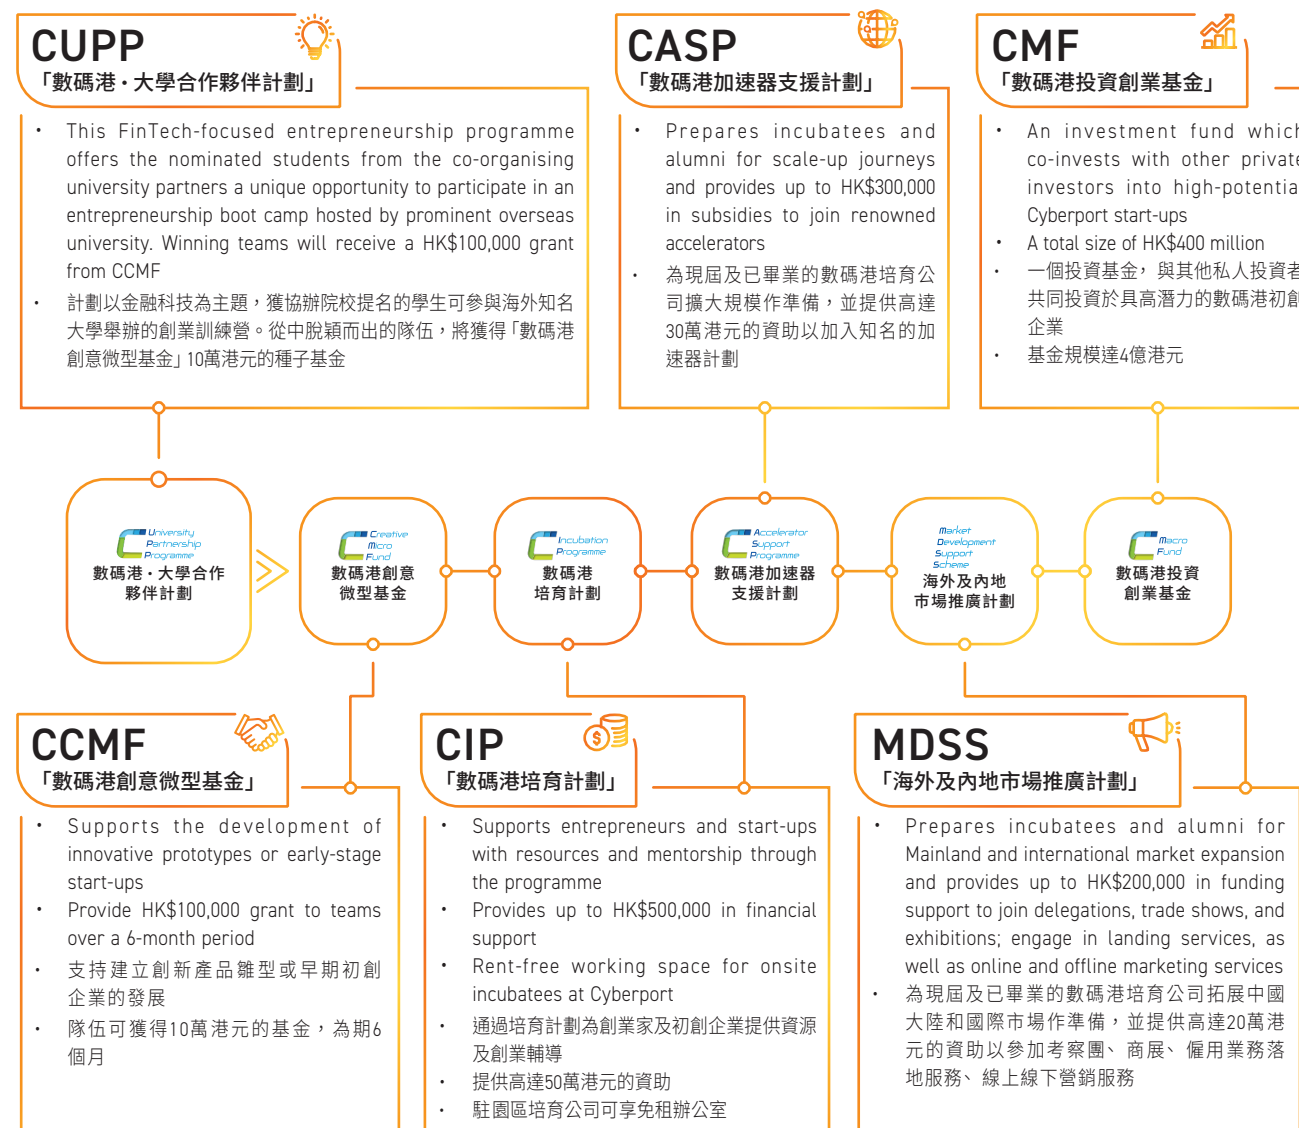 CUPP
「數碼港・大學合作夥伴計劃」
• This FinTech-focused entrepreneurship programme
offers the nominated students from the co-organising
university partners a unique opportunity to participate in an
entrepreneurship boot camp hosted by prominent overseas
university. Winning teams will receive a HK$100,000 grant
from CCMF
• 計劃以金融科技為主題，獲協辦院校提名的學生可參與海外知名
大學舉辦的創業訓練營。從中脫穎而出的隊伍，將獲得「數碼港
創意微型基金」10萬港元的種子基金
CASP
「數碼港加速器支援計劃」
• Prepares incubatees and
alumni for scale-up journeys
and provides up to HK$300,000
in subsidies to join renowned
accelerators
• 為現屆及已畢業的數碼港培育公
司擴大規模作準備，並提供高達
30萬港元的資助以加入知名的加
速器計劃
CMF
「數碼港投資創業基金」
• An investment fund which
co-invests with other private
investors into high-potential
Cyberport start-ups
• A total size of HK$400 million
• 一個投資基金，與其他私人投資者
共同投資於具高潛力的數碼港初創
企業
• 基金規模達4億港元
University
Partnership
Programme
數碼港・大學合作
夥伴計劃
Creative
Micro
Fund
數碼港創意
微型基金
Incubation
Programme
數碼港
培育計劃
Accelerator
Support
Programme
數碼港加速器
支援計劃
Market
Development
Support
Scheme
海外及內地
市場推廣計劃
Macro
Fund
數碼港投資
創業基金
CCMF
「數碼港創意微型基金」
• Supports the development of
innovative prototypes or early-stage
start-ups
• Provide HK$100,000 grant to teams
over a 6-month period
• 支持建立創新產品雛型或早期初創
企業的發展
• 隊伍可獲得10萬港元的基金，為期6
個月
CIP
「數碼港培育計劃」
• Supports entrepreneurs and start-ups
with resources and mentorship through
the programme
• Provides up to HK$500,000 in financial
support
• Rent-free working space for onsite
incubatees at Cyberport
• 通過培育計劃為創業家及初創企業提供資源
及創業輔導
• 提供高達50萬港元的資助
• 駐園區培育公司可享免租辦公室
MDSS
「海外及內地市場推廣計劃」
• Prepares incubatees and alumni for
Mainland and international market expansion
and provides up to HK$200,000 in funding
support to join delegations, trade shows, and
exhibitions; engage in landing services, as
well as online and offline marketing services
• 為現屆及已畢業的數碼港培育公司拓展中國
大陸和國際市場作準備，並提供高達20萬港
元的資助以參加考察團、商展、僱用業務落
地服務、線上線下營銷服務